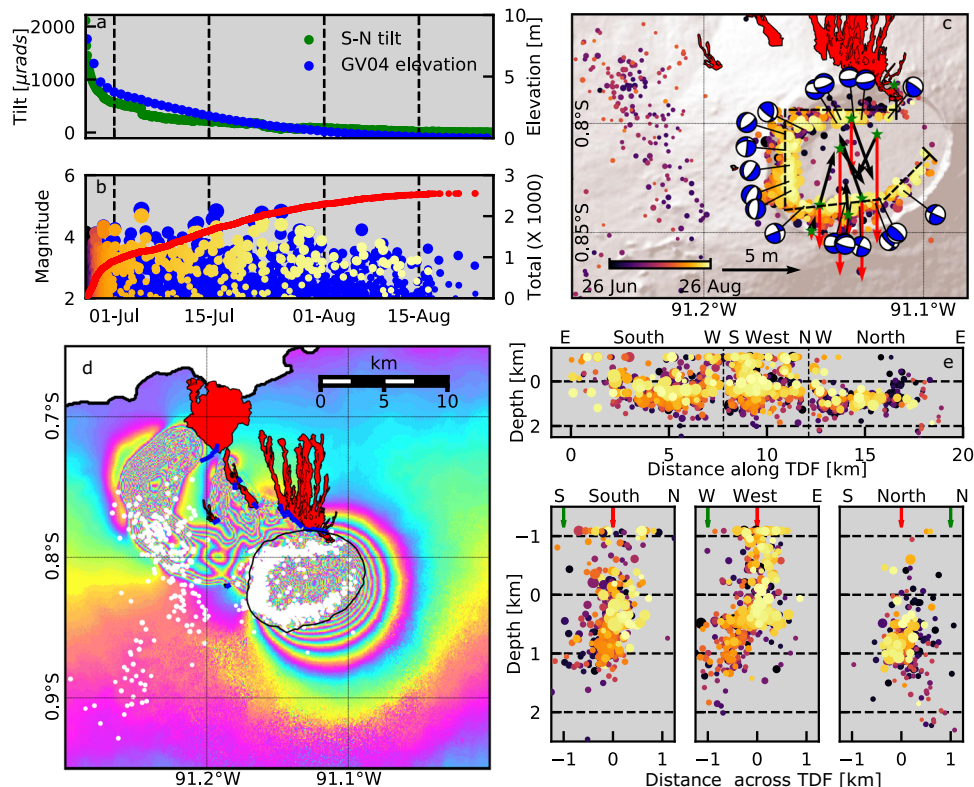 a
S-N tilt
GV04 elevation
Tilt [μrads]
2000
1000
0
Elevation [m]
10
5
0
b
Magnitude
6
4
2
Total (X 1000)
3
2
1
0
01-Jul
15-Jul
01-Aug
15-Aug
c
0.8°S
0.85°S
26 Jun
26 Aug
5 m
91.2°W
91.1°W
d
km
0
5
10
0.7°S
0.8°S
0.9°S
91.2°W
91.1°W
E
South
W
S
West
N
W
North
E
e
Depth [km]
0
2
0
5
10
15
20
Distance along TDF [km]
S
South
N
W
West
E
S
North
N
Depth [km]
−1
0
1
2
−1
0
1
−1
0
1
−1
0
1
Distance across TDF [km]